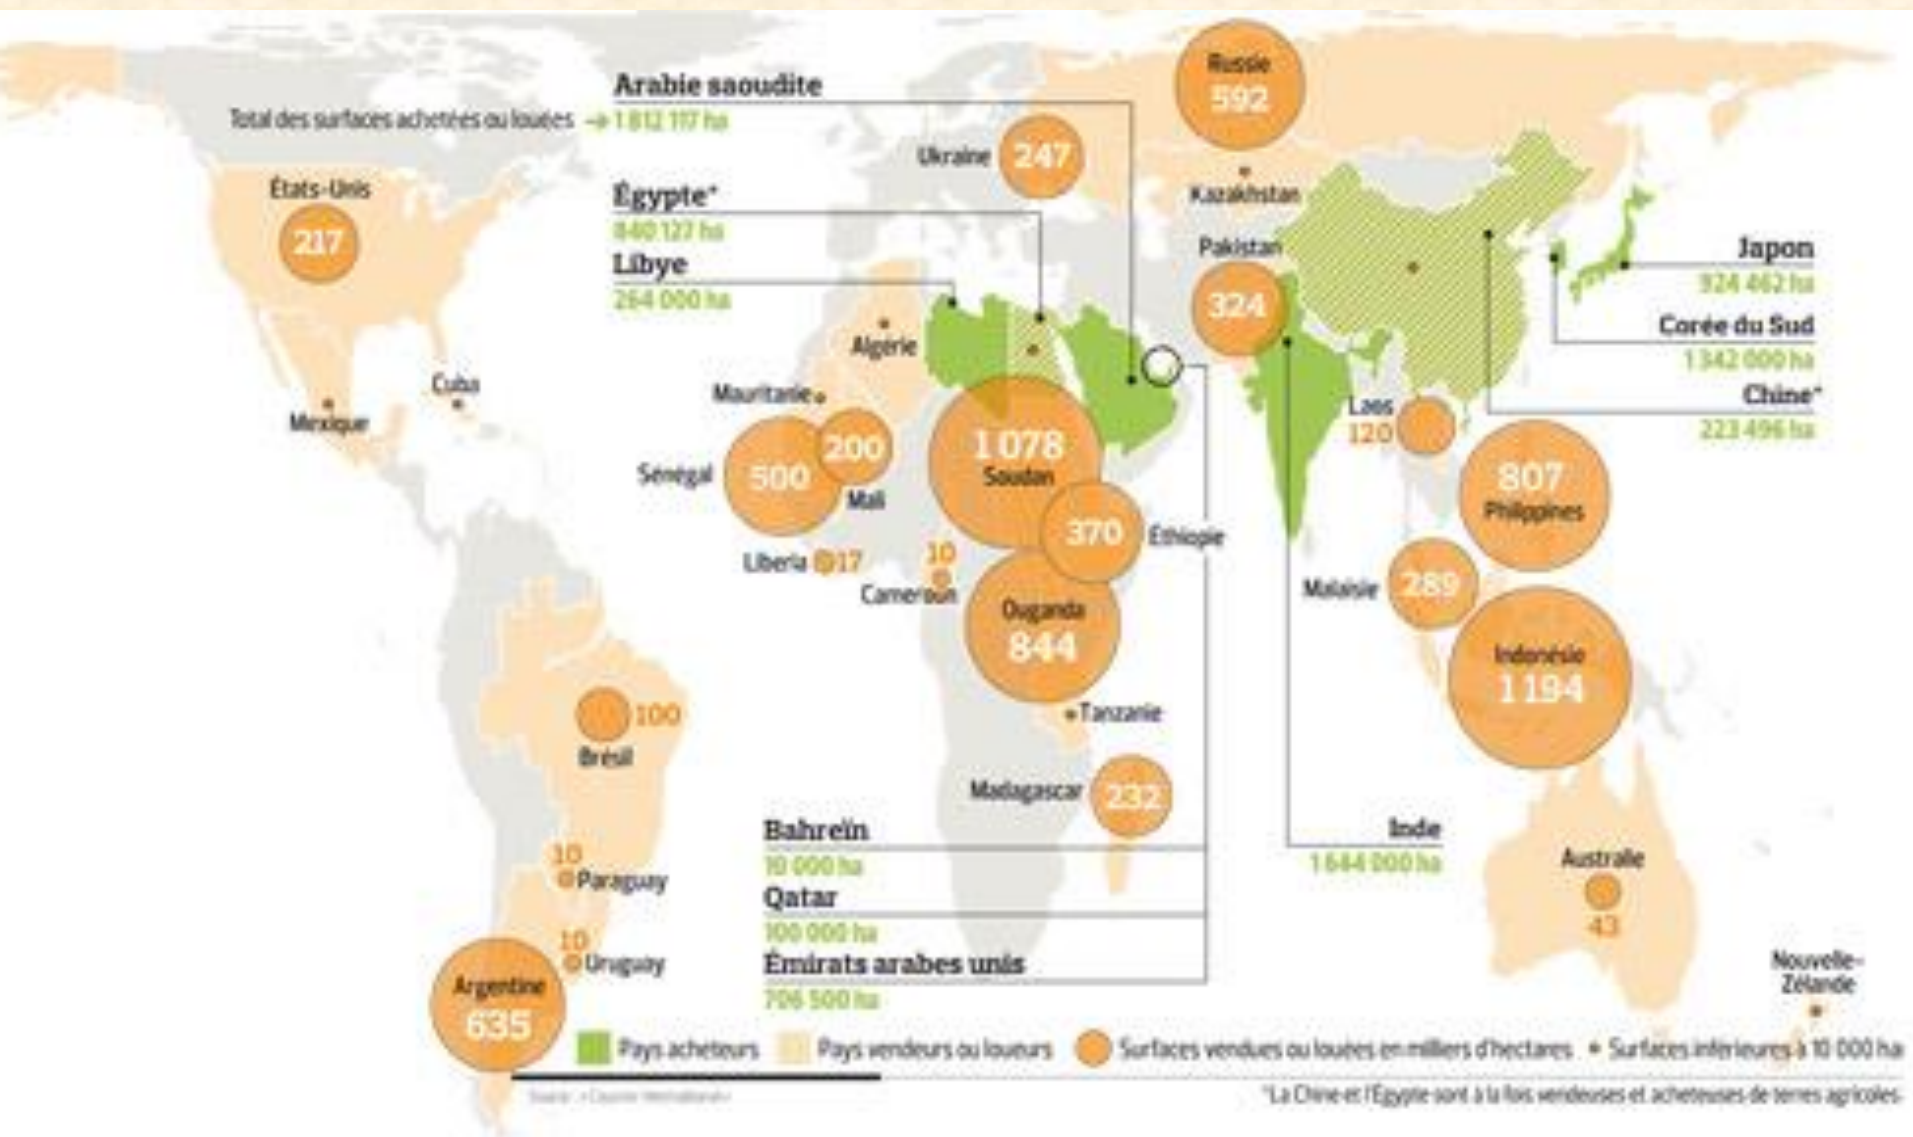 Arabie saoudite
Total des surfaces achetées ou louées → 1 812 117 ha
Égypte*
840 127 ha
Libye
264 000 ha
États-Unis
217
Mexique
Cuba
Ukraine
247
Russie
592
Kazakhstan
Pakistan
324
Japon
924 462 ha
Corée du Sud
1 342 000 ha
Chine*
223 496 ha
Algérie
Mauritanie
Sénégal
500
200
Mali
1 078
Soudan
370
Éthiopie
Liberia
17
10
Cameroun
Ouganda
844
Tanzanie
Madagascar
232
Laos
120
807
Philippines
Malaisie
289
Indonésie
1 194
100
Brésil
10
Paraguay
10
Uruguay
Argentine
635
Bahreïn
10 000 ha
Qatar
100 000 ha
Émirats arabes unis
706 500 ha
Inde
1 644 000 ha
Australie
43
Nouvelle-
Zélande
Pays acheteurs
Pays vendeurs ou loueurs
Surfaces vendues ou louées en milliers d'hectares
Surfaces inférieures à 10 000 ha
*La Chine et l'Égypte sont à la fois vendeuses et acheteuses de terres agricoles.